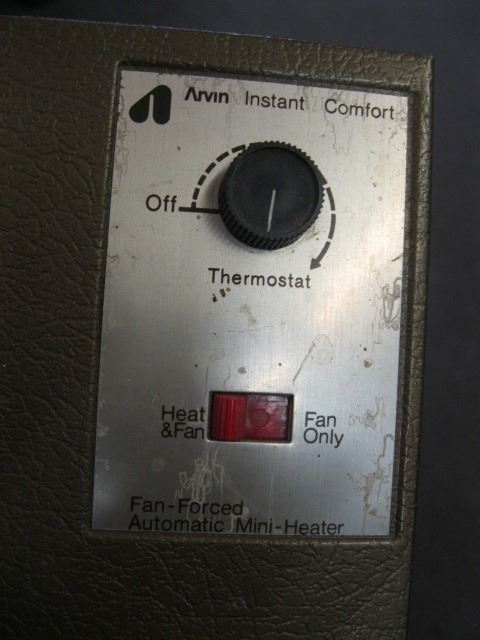 Arvin Instant Comfort
Off
Thermostat
Heat
&Fan
Fan
Only
Fan-Forced
Automatic Mini-Heater